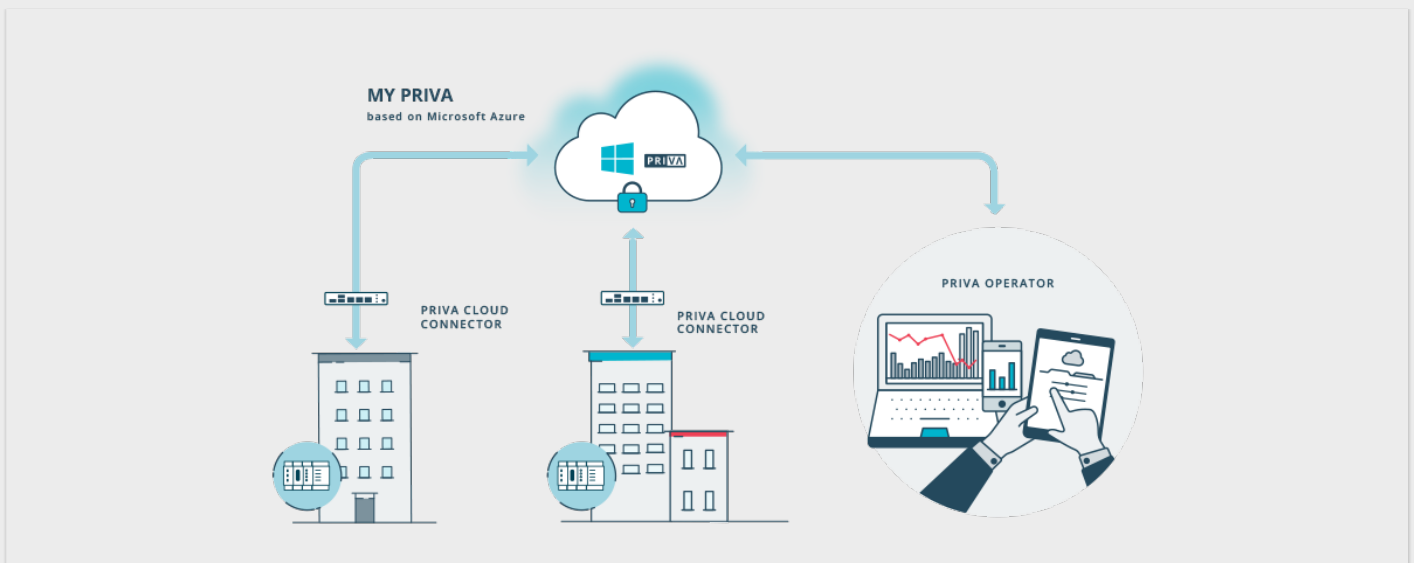 MY PRIVA
based on Microsoft Azure
PRIVA
PRIVA CLOUD
CONNECTOR
PRIVA CLOUD
CONNECTOR
PRIVA OPERATOR